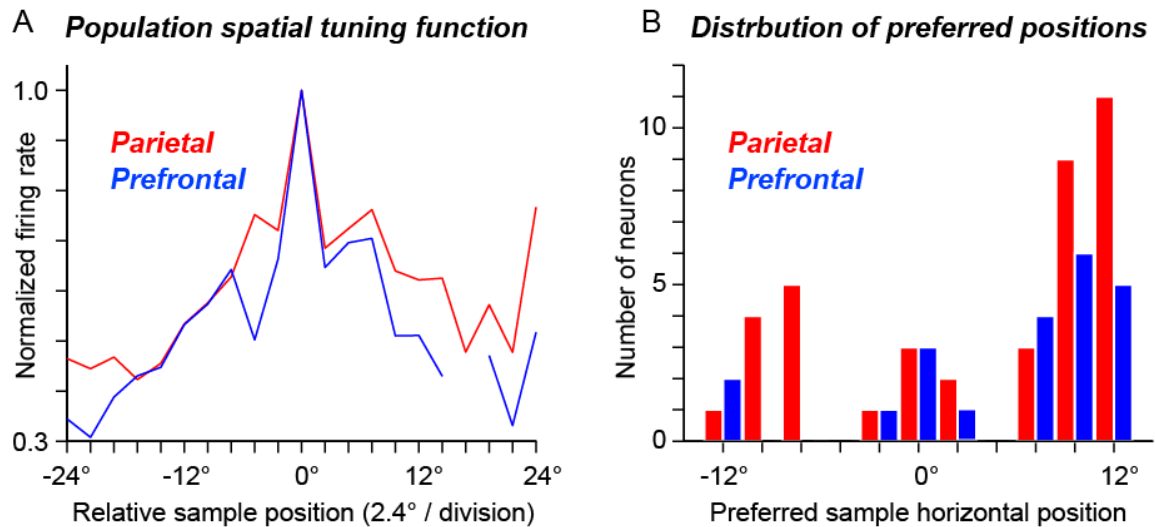 A Population spatial tuning function
1.0
Parietal
Prefrontal
Normalized firing rate
0.3
-24° -12° 0° 12° 24°
Relative sample position (2.4° / division)
B Distrbution of preferred positions
10
Parietal
Prefrontal
Number of neurons
5
0
-12° 0° 12°
Preferred sample horizontal position